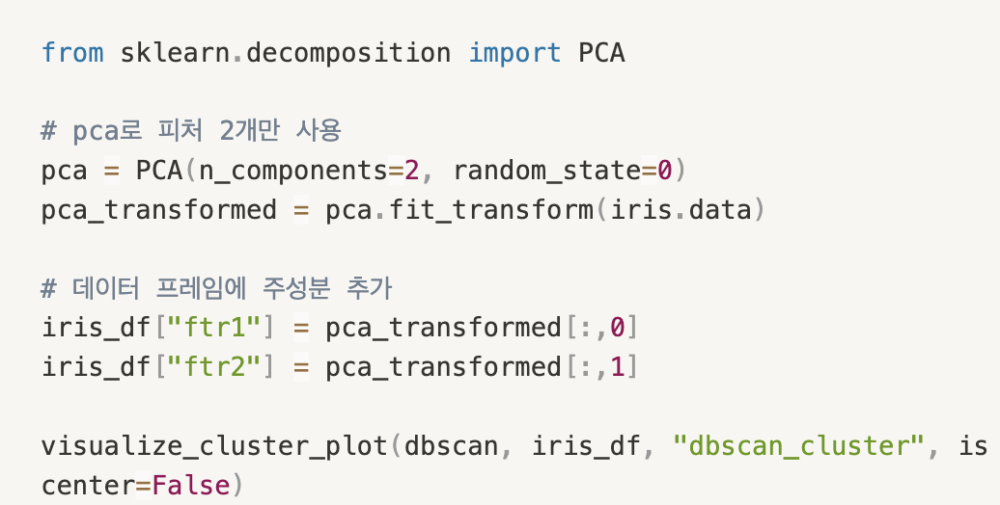 from sklearn.decomposition import PCA
# pca로 피처 2개만 사용
pca = PCA(n_components=2, random_state=0)
pca_transformed = pca.fit_transform(iris.data)
# 데이터 프레임에 주성분 추가
iris_df["ftr1"] = pca_transformed[:,0]
iris_df["ftr2"] = pca_transformed[:,1]
visualize_cluster_plot(dbscan, iris_df, "dbscan_cluster", is
center=False)